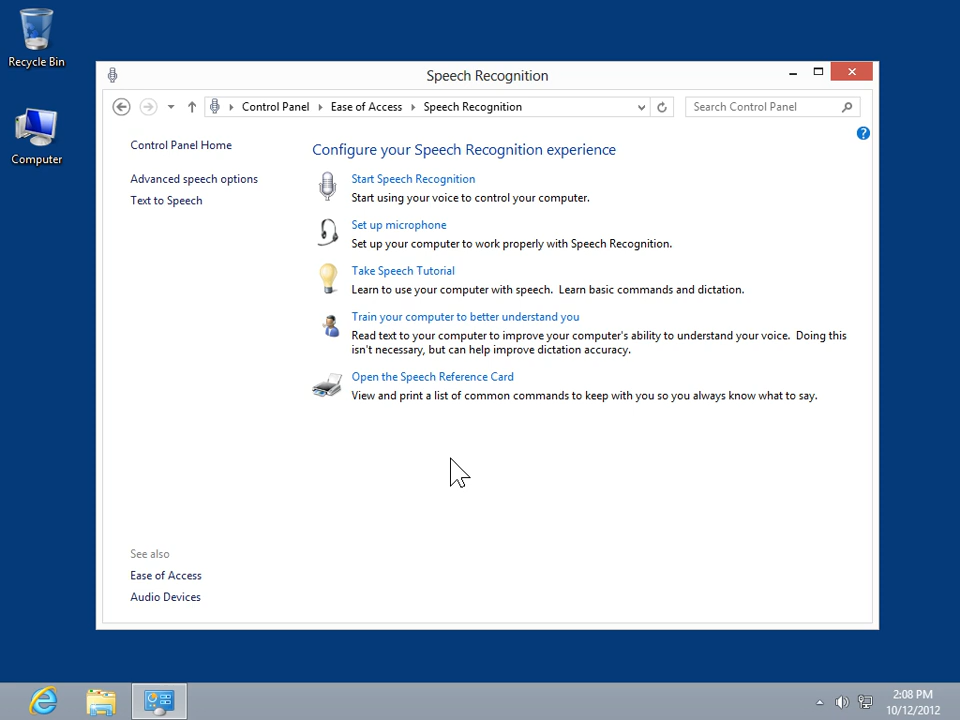 Recycle Bin
Computer
Speech Recognition
Control Panel
Ease of Access
Speech Recognition
Search Control Panel
?
Control Panel Home
Advanced speech options
Text to Speech
Configure your Speech Recognition experience
Start Speech Recognition
Start using your voice to control your computer.
Set up microphone
Set up your computer to work properly with Speech Recognition.
Take Speech Tutorial
Learn to use your computer with speech. Learn basic commands and dictation.
Train your computer to better understand you
Read text to your computer to improve your computer's ability to understand your voice. Doing this
isn't necessary, but can help improve dictation accuracy.
Open the Speech Reference Card
View and print a list of common commands to keep with you so you always know what to say.
See also
Ease of Access
Audio Devices
2:08 PM
10/12/2012